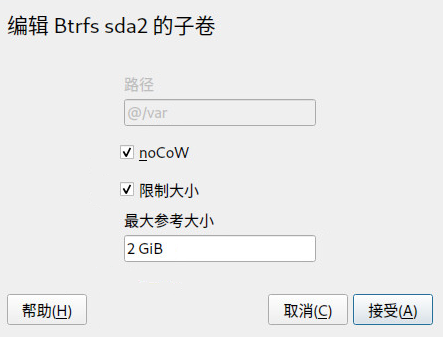 编辑 Btrfs sda2 的子卷
路径
@/var
noCoW
限制大小
最大参考大小
2 GiB
帮助(H)
取消(C)
接受(A)